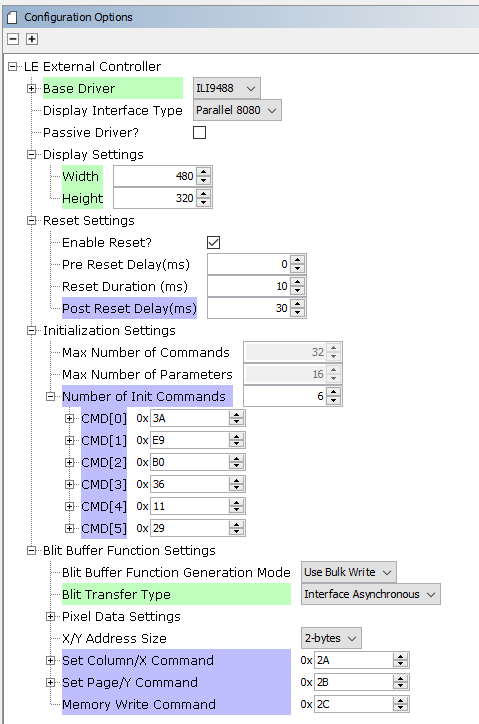 Configuration Options
LE External Controller
Base Driver ILI9488
Display Interface Type Parallel 8080
Passive Driver?
Display Settings
Width 480
Height 320
Reset Settings
Enable Reset?
Pre Reset Delay(ms) 0
Reset Duration (ms) 10
Post Reset Delay(ms) 30
Initialization Settings
Max Number of Commands 32
Max Number of Parameters 16
Number of Init Commands 6
CMD[0] 0x 3A
CMD[1] 0x E9
CMD[2] 0x B0
CMD[3] 0x 36
CMD[4] 0x 11
CMD[5] 0x 29
Blit Buffer Function Settings
Blit Buffer Function Generation Mode Use Bulk Write
Blit Transfer Type Interface Asynchronous
Pixel Data Settings
X/Y Address Size 2-bytes
Set Column/X Command 0x 2A
Set Page/Y Command 0x 2B
Memory Write Command 0x 2C